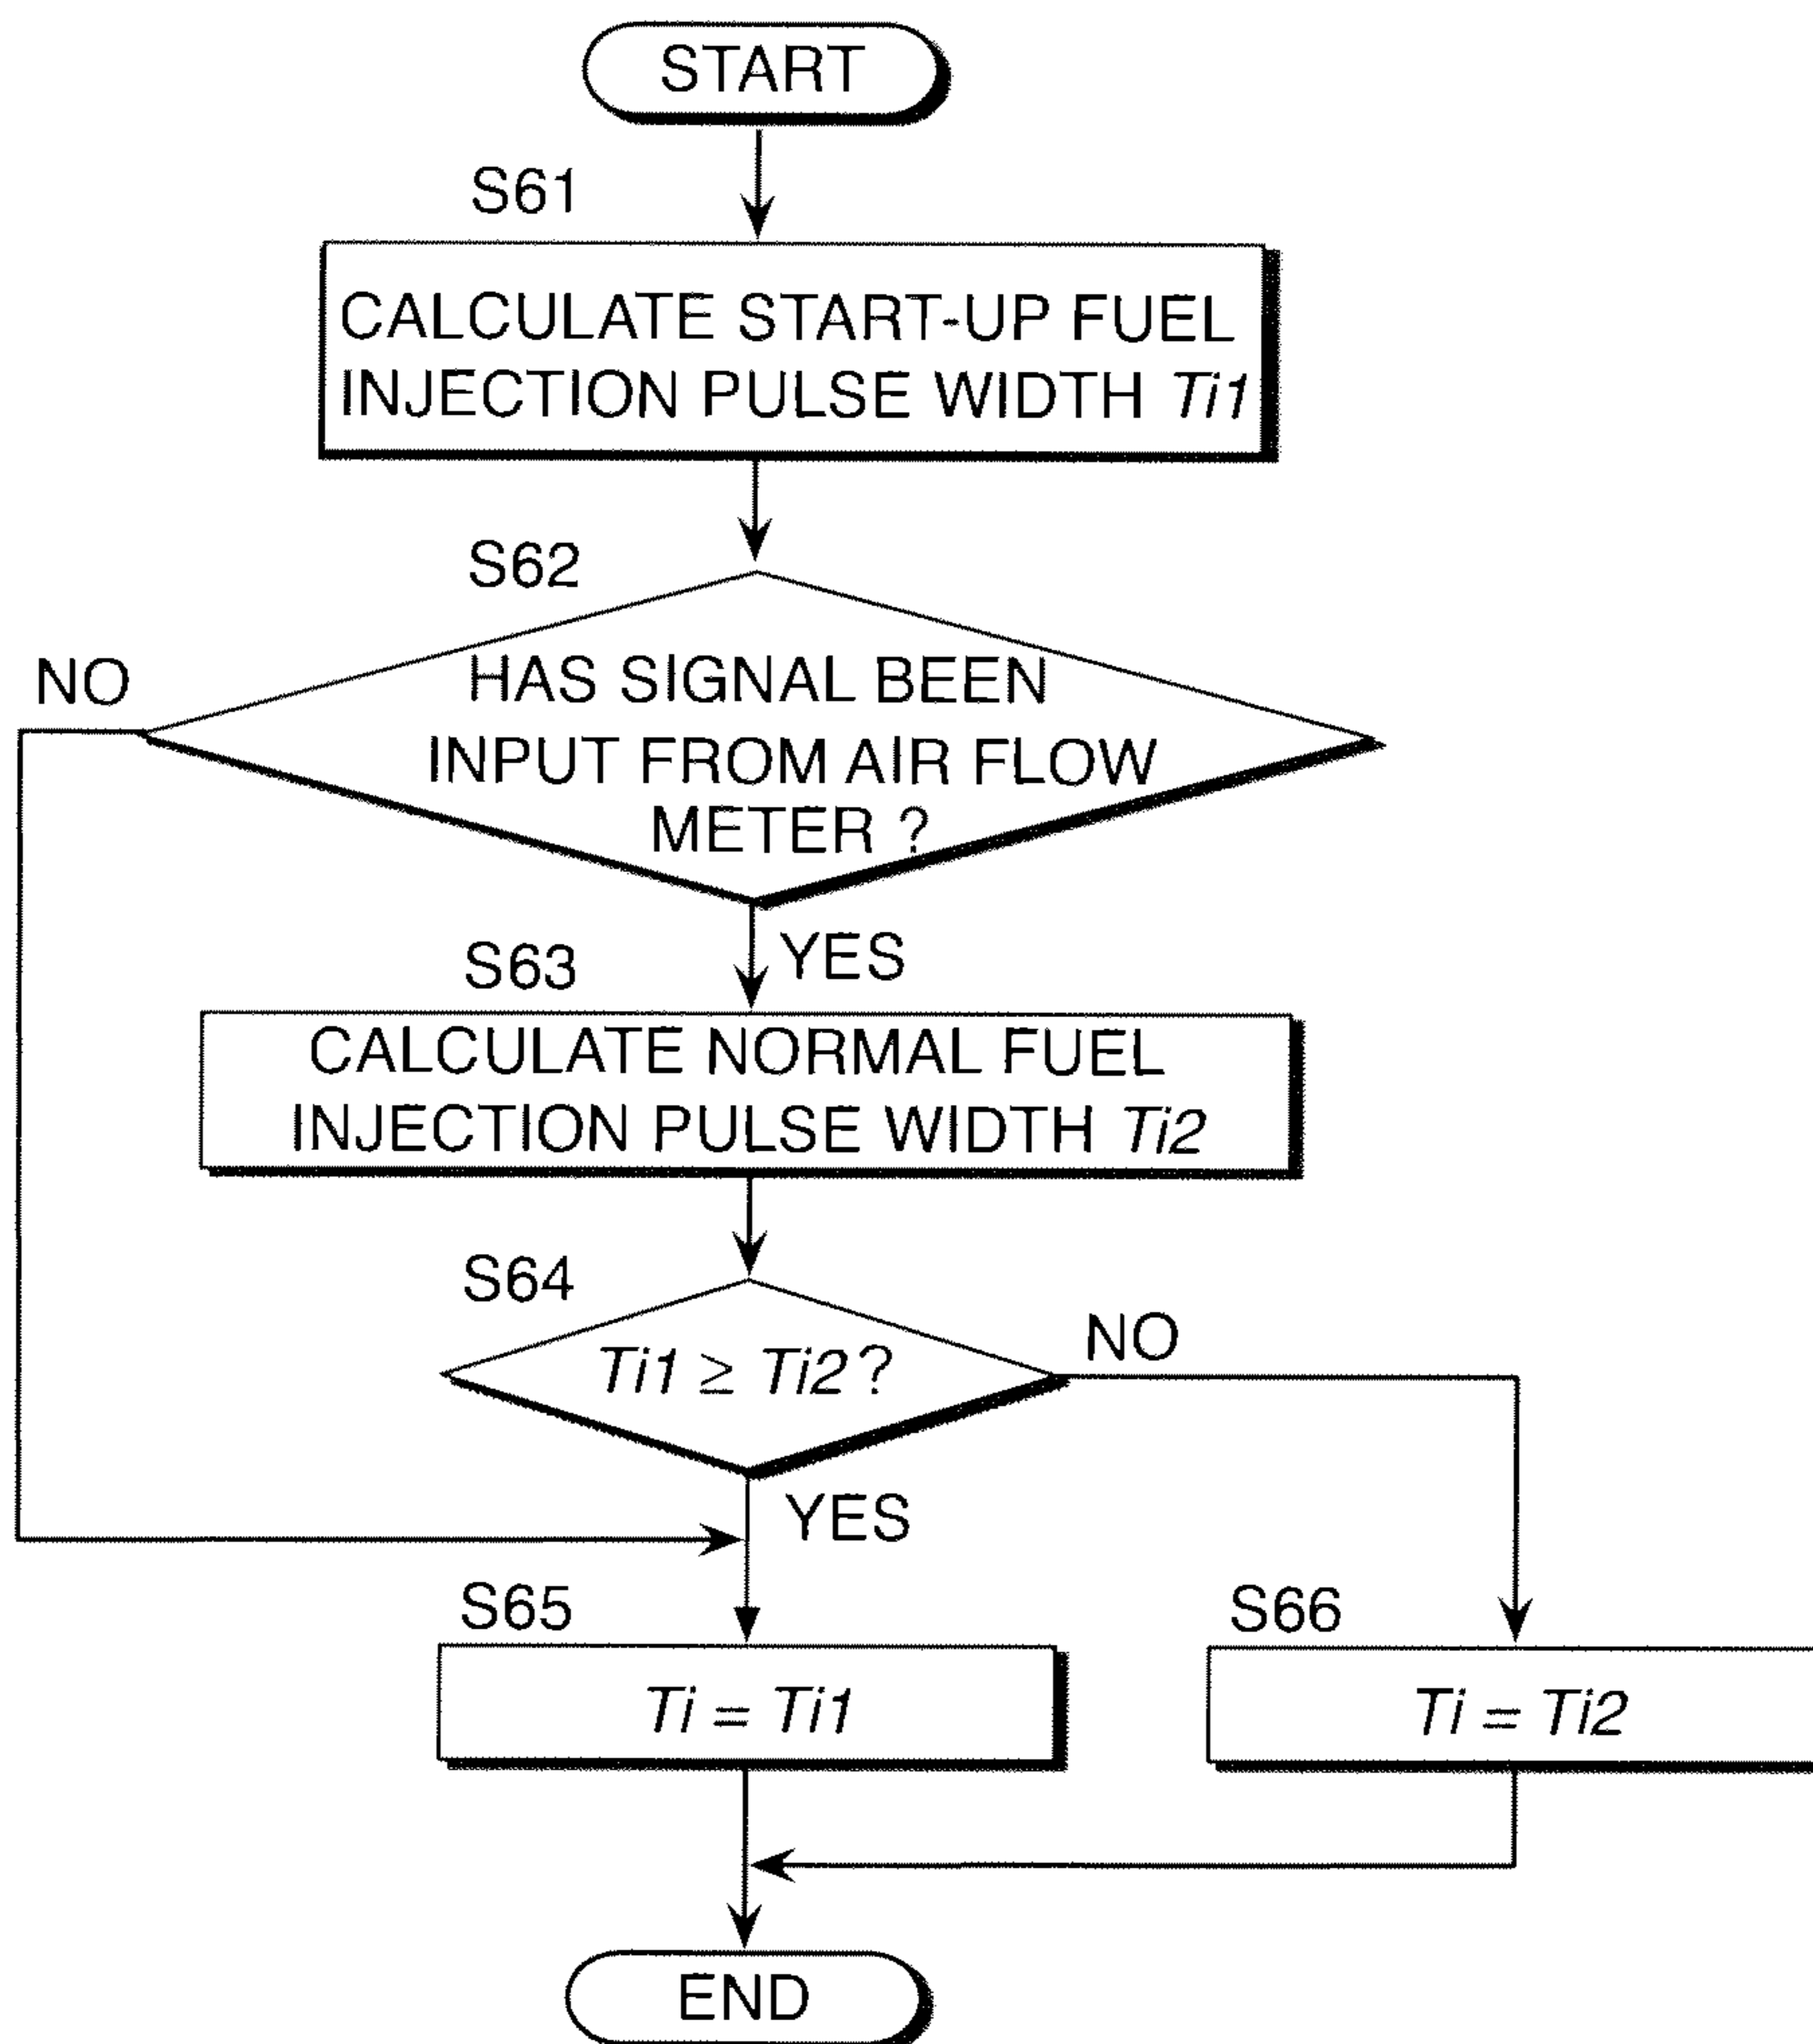 START
S61
CALCULATE START-UP FUEL
INJECTION PULSE WIDTH Ti1
S62
NO
HAS SIGNAL BEEN
INPUT FROM AIR FLOW
METER ?
YES
S63
CALCULATE NORMAL FUEL
INJECTION PULSE WIDTH Ti2
S64
NO
Ti1 ≥ Ti2 ?
YES
S65
S66
Ti = Ti1
Ti = Ti2
END